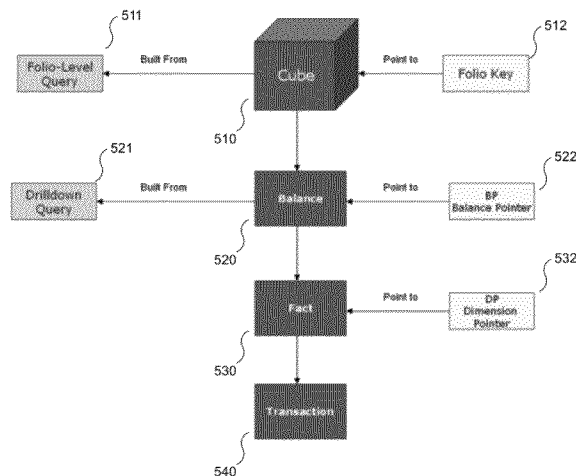 511
512
Folio-Level
Query
Built From
Cube
Point to
Folio Key
510
521
522
Drilldown
Query
Built From
Balance
Point to
BP
Balance Pointer
520
532
Fact
Point to
DP
Dimension
Pointer
530
Transaction
540